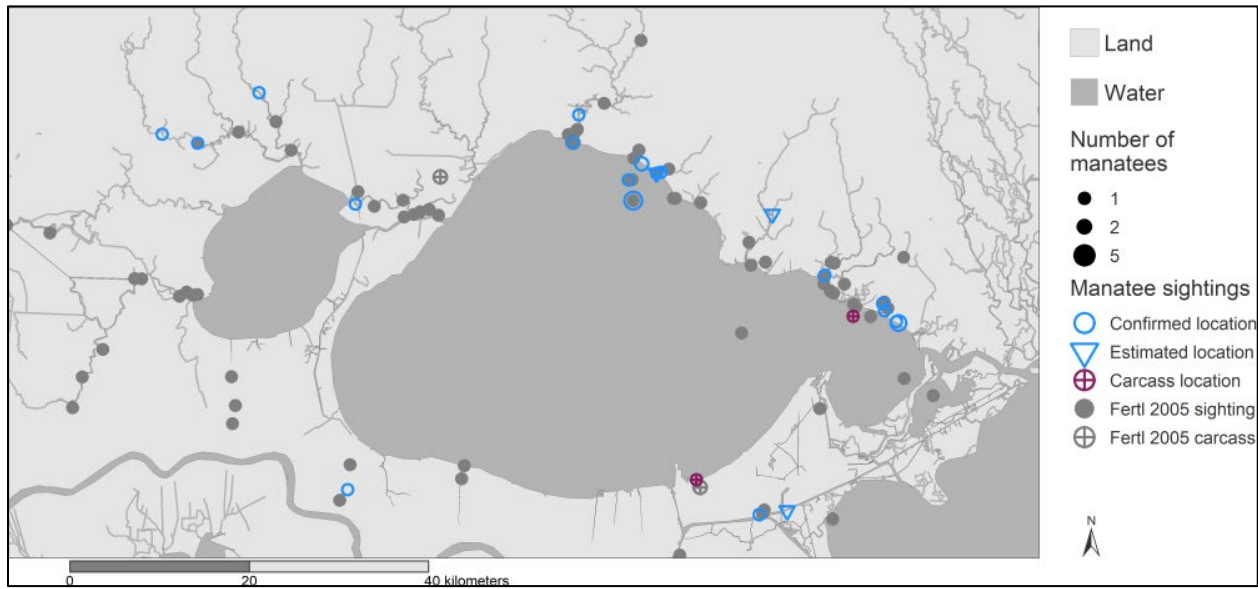 Land
Water
Number of
manatees
1
2
5
Manatee sightings
Confirmed location
Estimated location
Carcass location
Fertl 2005 sighting
Fertl 2005 carcass
N
0 20 40 kilometers